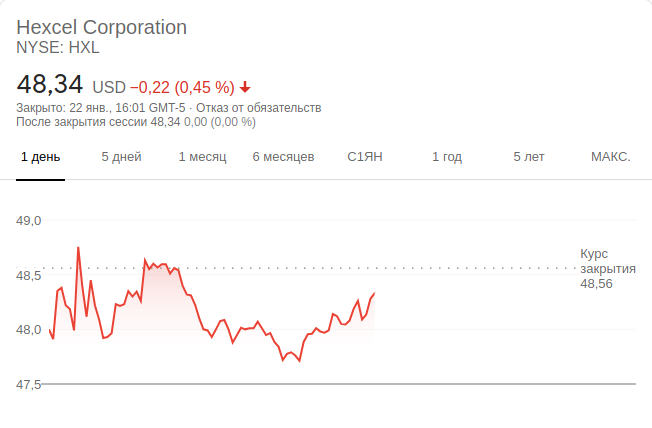 Hexcel Corporation
NYSE: HXL
48,34 USD −0,22 (0,45 %)
Закрыто: 22 янв., 16:01 GMT-5 · Отказ от обязательств
После закрытия сессии 48,34 0,00 (0,00 %)
1 день 5 дней 1 месяц 6 месяцев С1ЯН 1 год 5 лет МАКС.
49,0
Курс
закрытия
48,56
48,5
48,0
47,5